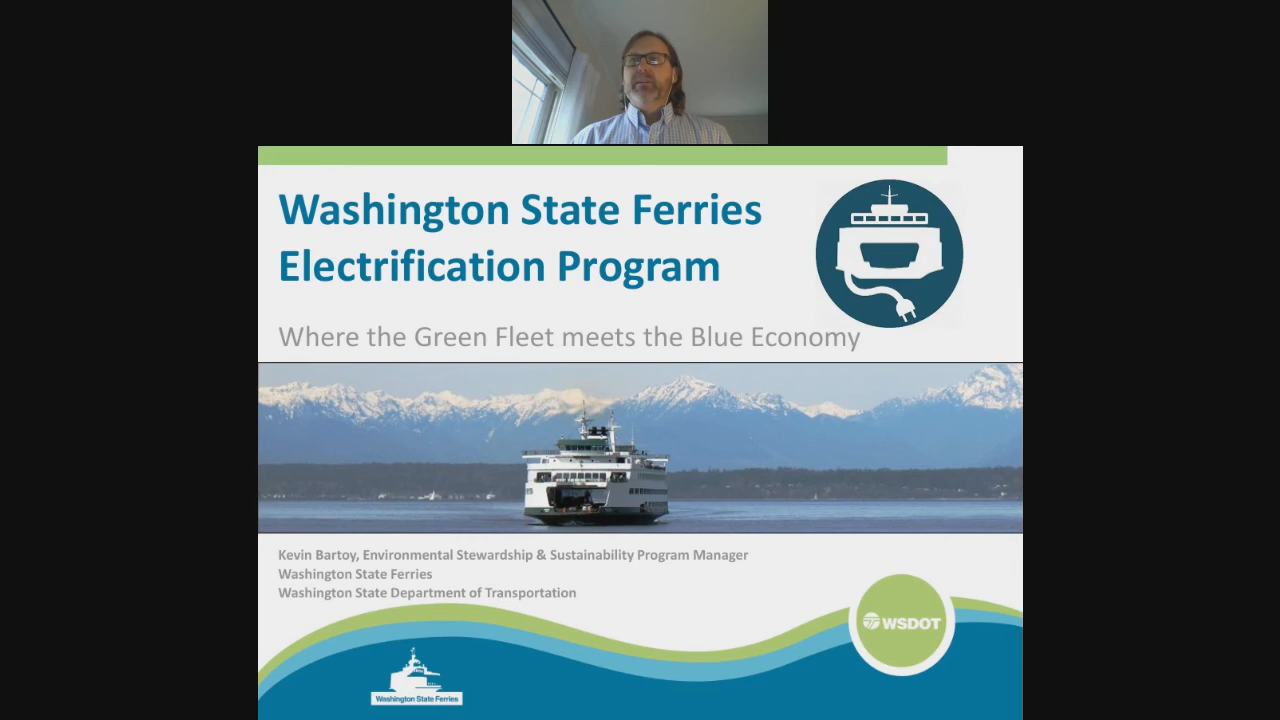 Washington State Ferries
Electrification Program
Where the Green Fleet meets the Blue Economy
Kevin Bartoy, Environmental Stewardship & Sustainability Program Manager
Washington State Ferries
Washington State Department of Transportation
WSDOT
Washington State Ferries